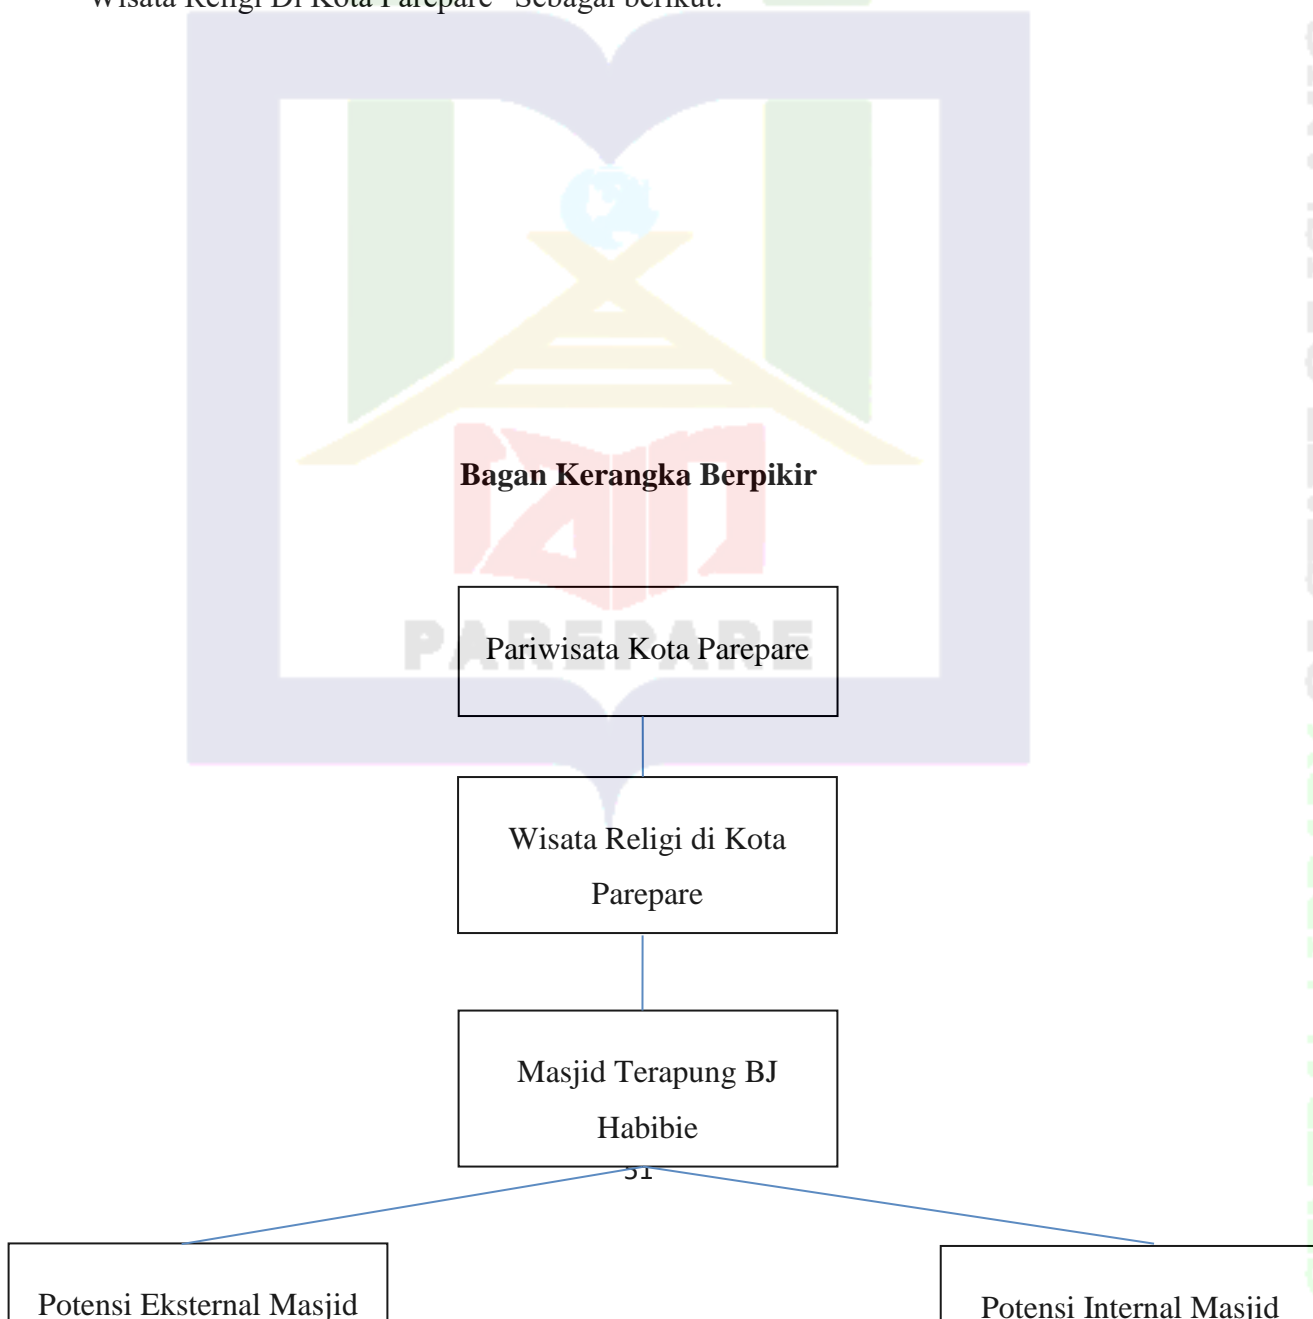 Wisata Religi Di Kota Parepare" Sebagai berikut:
Bagan Kerangka Berpikir
PAREPARE
Pariwisata Kota Parepare
Wisata Religi di Kota
Parepare
Masjid Terapung BJ
Habibie
51
Potensi Eksternal Masjid
Potensi Internal Masjid